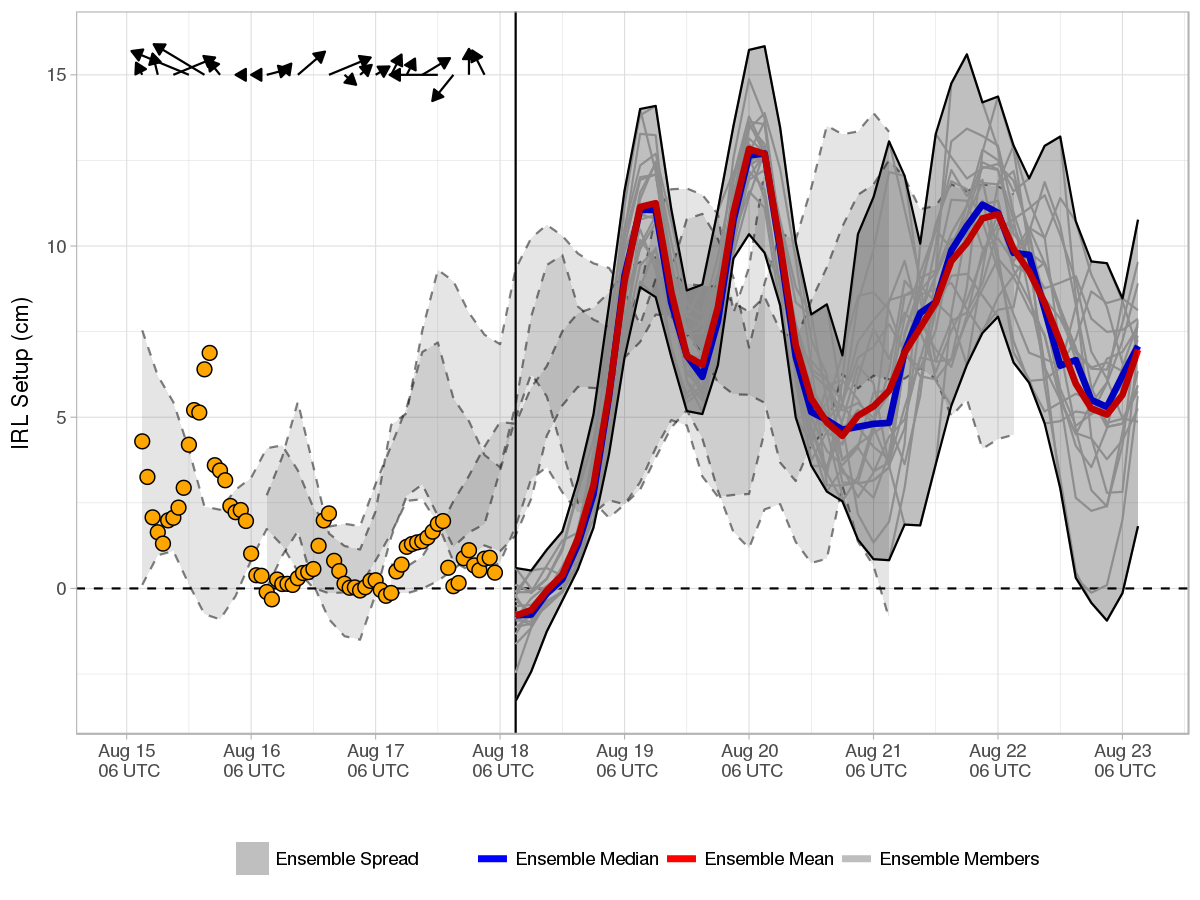 15
10
5
0
IRL Setup (cm)
Aug 15 Aug 16 Aug 17 Aug 18 Aug 19 Aug 20 Aug 21 Aug 22 Aug 23
06 UTC 06 UTC 06 UTC 06 UTC 06 UTC 06 UTC 06 UTC 06 UTC 06 UTC
Ensemble Spread Ensemble Median Ensemble Mean Ensemble Members